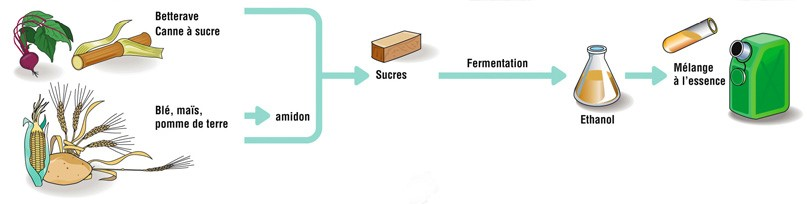 Betterave
Canne à sucre
Blé, maïs,
pomme de terre
amidon
Sucres
Fermentation
Ethanol
Mélange
à l'essence